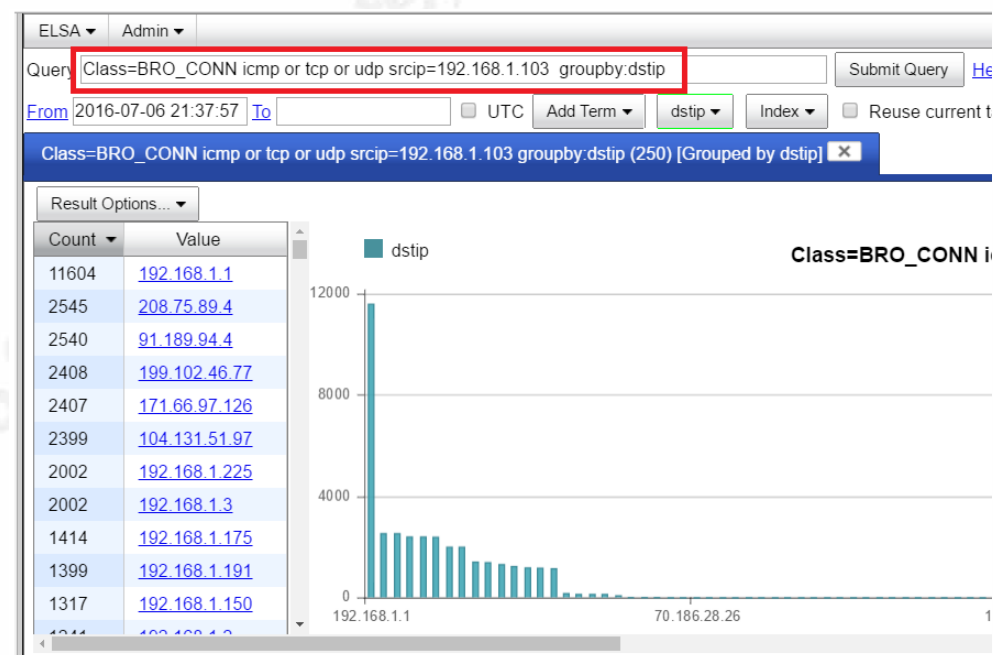 ELSA Admin
Query Class=BRO_CONN icmp or tcp or udp srcip=192.168.1.103 groupby:dstip Submit Query He
From 2016-07-06 21:37:57 To UTC Add Term dstip Index Reuse current t
Class=BRO_CONN icmp or tcp or udp srcip=192.168.1.103 groupby:dstip (250) [Grouped by dstip] X
Result Options...
Count Value
11604 192.168.1.1
2545 208.75.89.4
2540 91.189.94.4
2408 199.102.46.77
2407 171.66.97.126
2399 104.131.51.97
2002 192.168.1.225
2002 192.168.1.3
1414 192.168.1.175
1399 192.168.1.191
1317 192.168.1.150
dstip
Class=BRO_CONN i
12000
8000
4000
0
192.168.1.1 70.186.28.26 1